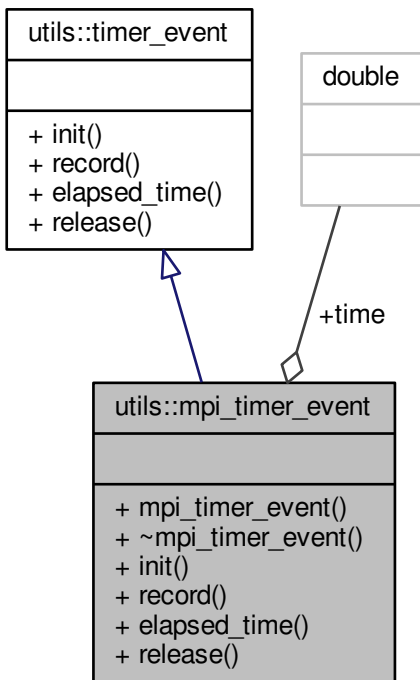 utils::timer_event
+ init()
+ record()
+ elapsed_time()
+ release()
double
+time
utils::mpi_timer_event
+ mpi_timer_event()
+ ~mpi_timer_event()
+ init()
+ record()
+ elapsed_time()
+ release()